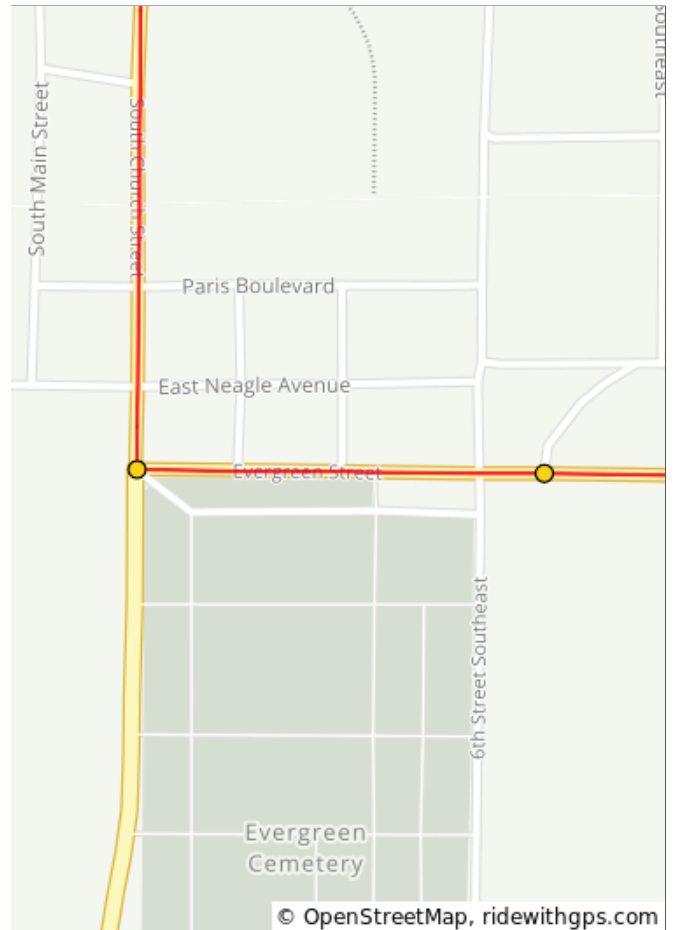 South Main Street
South Church Street
outheast
Paris Boulevard
East Neagle Avenue
Evergreen Street
6th Street Southeast
Evergreen
Cemetery
© OpenStreetMap, ridewithgps.com